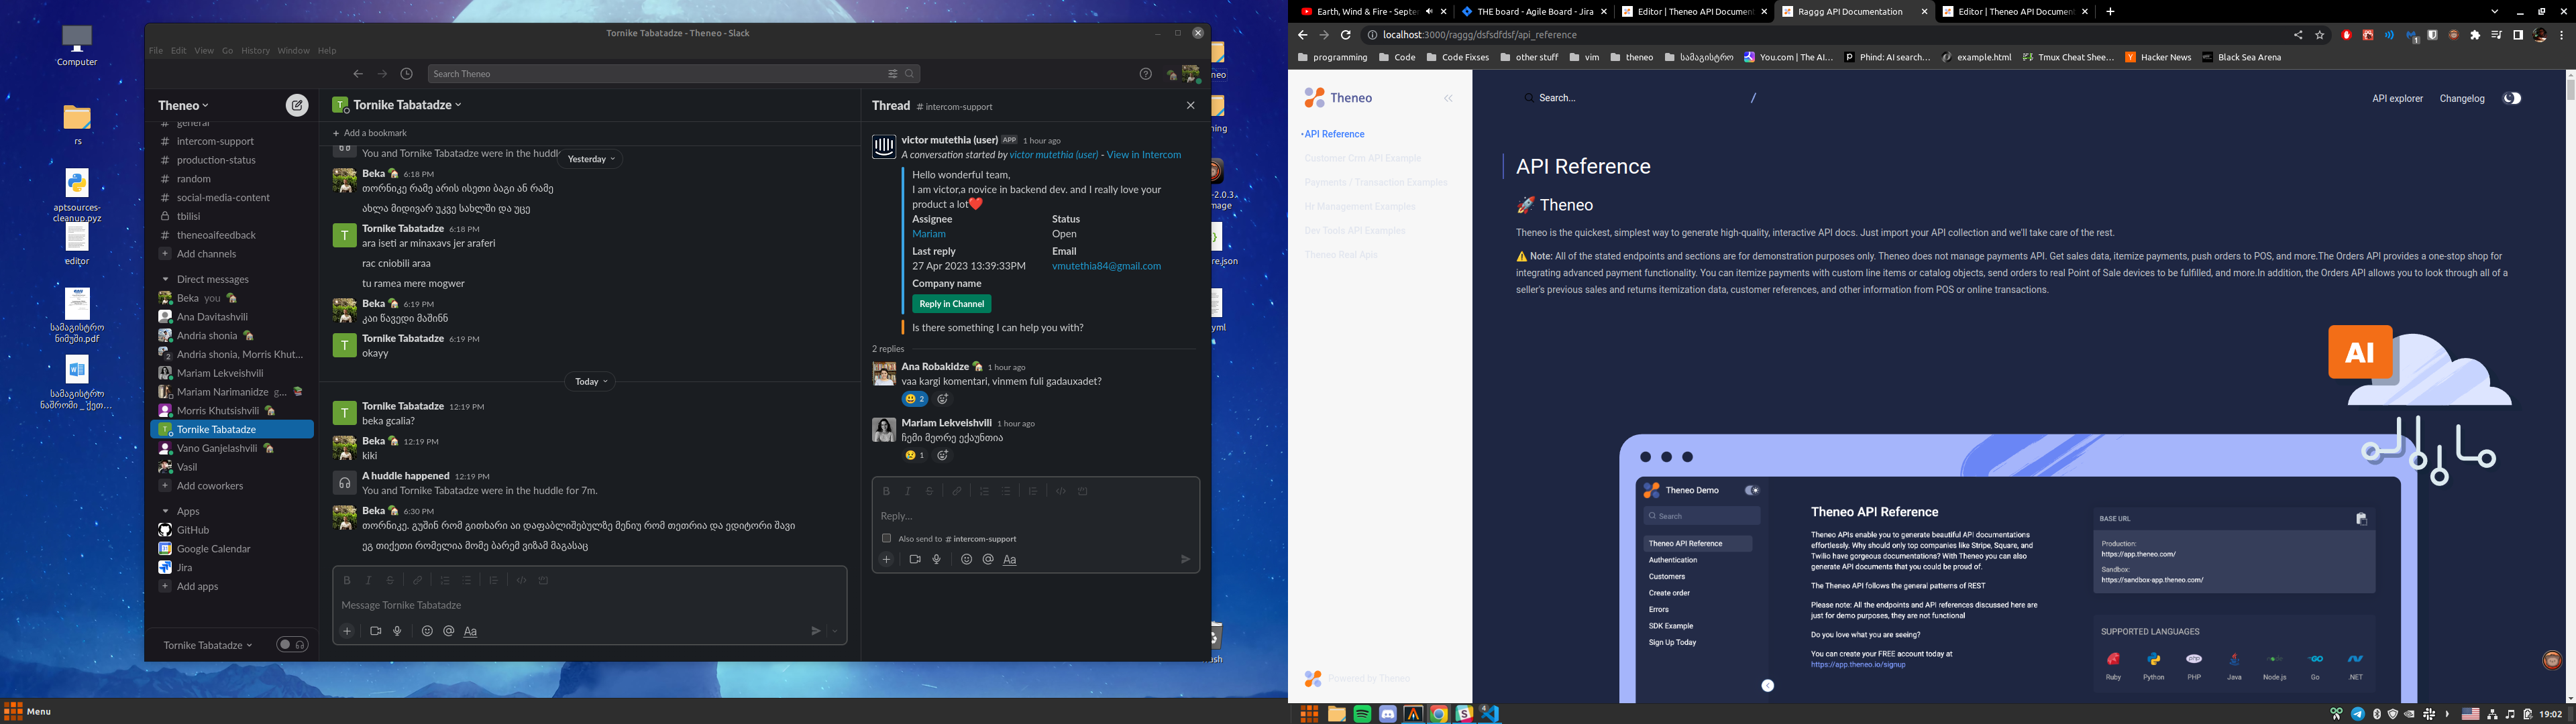 Computer
rs
aptsources-
cleanup.pyz
editor
სამაგისტრო
ნიმუში.pdf
სამაგისტრო
ნაშრომი _ ქეთ...
Menu
Tornike Tabatadze - Theneo - Slack
File Edit View Go History Window Help
Search Theneo
Theneo
general
# intercom-support
# production-status
# random
# social-media-content
tbilisi
# theneoaifeedback
+ Add channels
Direct messages
Beka you
Ana Davitashvili
Andria shonia
2 Andria shonia, Morris Khut...
Mariam Lekveishvili
Mariam Narimanidze g...
Morris Khutsishvili
T Tornike Tabatadze
Vano Ganjelashvili
Vasil
+ Add coworkers
Apps
GitHub
Google Calendar
Jira
+ Add apps
Tornike Tabatadze
T Tornike Tabatadze
+ Add a bookmark
You and Tornike Tabatadze were in the huddle
Yesterday
Beka 6:18 PM
თორნიკე რამე არის ისეთი ბაგი ან რამე
ახლა მიდივარ უკვე სახლში და უცე
T Tornike Tabatadze 6:18 PM
ara iseti ar minaxavs jer araferi
rac cniobili araa
tu ramea mere mogwer
Beka 6:19 PM
კაი წავედი მაშინნ
T Tornike Tabatadze 6:19 PM
okayy
Today
T Tornike Tabatadze 12:19 PM
beka gcalia?
Beka 12:19 PM
kiki
A huddle happened 12:19 PM
You and Tornike Tabatadze were in the huddle for 7m.
Beka 6:30 PM
თორნიკე. გუშინ რომ გითხარი აი დაფაბლიშებულზე მენიუ რომ თეთრია და ედიტორი შავი
ეგ თიქეთი რომელია მომე ბარემ ვიზამ მაგასაც
B I S
Message Tornike Tabatadze
Aa
Thread # intercom-support
victor mutethia (user) APP 1 hour ago
A conversation started by victor mutethia (user) - View in Intercom
Hello wonderful team,
I am victor,a novice in backend dev. and I really love your
product a lot❤️
Assignee Status
Mariam Open
Last reply Email
27 Apr 2023 13:39:33PM vmutethia84@gmail.com
Company name
Reply in Channel
Is there something I can help you with?
2 replies
Ana Robakidze 1 hour ago
vaa kargi komentari, vinmem fuli gadauxadet?
😃 2
Mariam Lekveishvili 1 hour ago
ჩემი მეორე ექაუნთია
😢 1
B I S
Reply...
Also send to # intercom-support
Aa
Earth, Wind & Fire - Septe
THE board - Agile Board - Jira
Editor | Theneo API Document
Raggg API Documentation
Editor | Theneo API Document
localhost:3000/raggg/dsfsdfdsf/api_reference
programming Code Code Fixses other stuff vim theneo სამაგისტრო You.com | The AI... Phind: AI search... example.html Tmux Cheat Shee... Hacker News Black Sea Arena
Theneo
API Reference
Customer Crm API Example
Payments / Transaction Examples
Hr Management Examples
Dev Tools API Examples
Theneo Real Apis
Powered by Theneo
Search... /
API explorer Changelog
API Reference
🚀 Theneo
Theneo is the quickest, simplest way to generate high-quality, interactive API docs. Just import your API collection and we'll take care of the rest.
⚠️ Note: All of the stated endpoints and sections are for demonstration purposes only. Theneo does not manage payments API. Get sales data, itemize payments, push orders to POS, and more.The Orders API provides a one-stop shop for
integrating advanced payment functionality. You can itemize payments with custom line items or catalog objects, send orders to real Point of Sale devices to be fulfilled, and more.In addition, the Orders API allows you to look through all of a
seller's previous sales and returns itemization data, customer references, and other information from POS or online transactions.
AI
Theneo Demo
Search
Theneo API Reference
Authentication
Customers
Create order
Errors
SDK Example
Sign Up Today
Theneo API Reference
Theneo APIs enable you to generate beautiful API documentations
effortlessly. Why should only top companies like Stripe, Square, and
Twilio have gorgeous documentations? With Theneo you can also
generate API documents that you could be proud of.
The Theneo API follows the general patterns of REST
Please note: All the endpoints and API references discussed here are
just for demo purposes, they are not functional
Do you love what you are seeing?
You can create your FREE account today at
https://app.theneo.io/signup
BASE URL
Production:
https://app.theneo.com/
Sandbox:
https://sandbox-app.theneo.com/
SUPPORTED LANGUAGES
Ruby Python PHP Java Node.js Go .NET
19:02